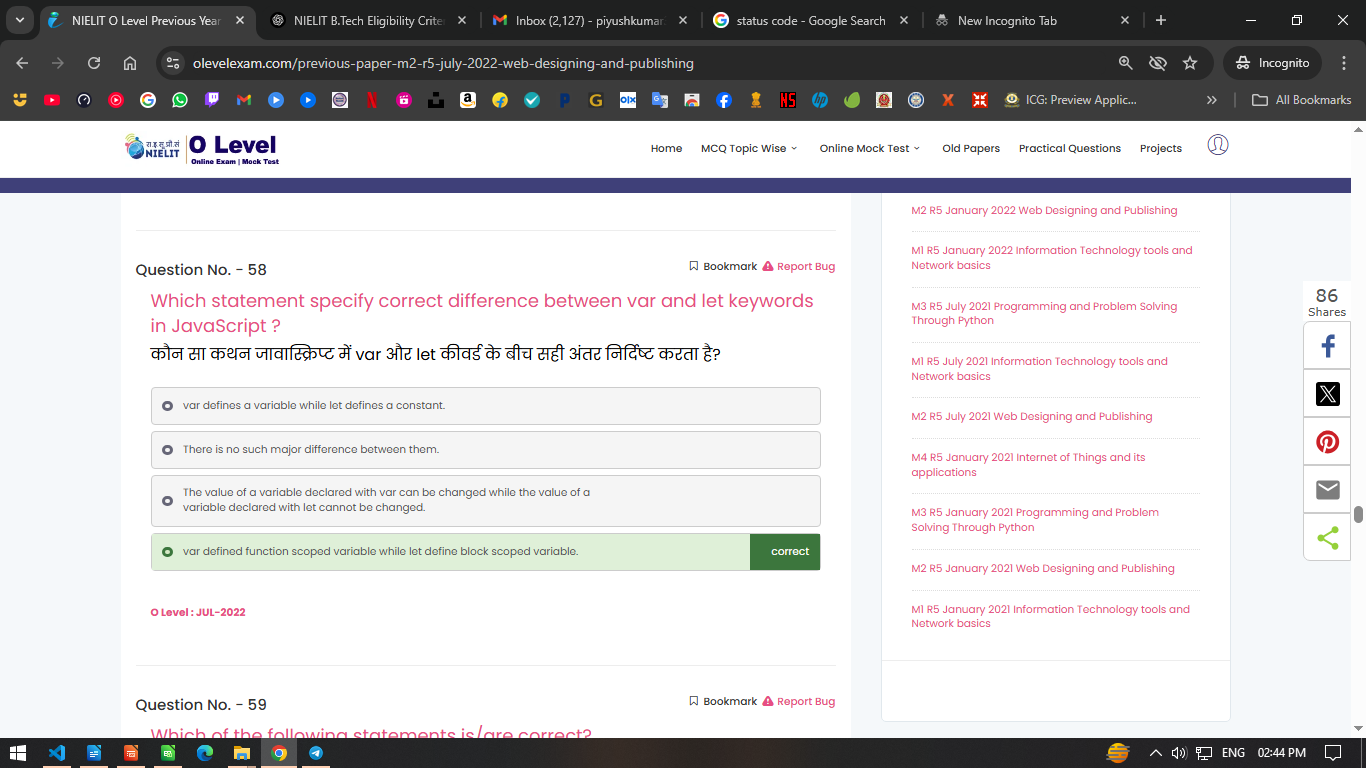 NIELIT O Level Previous Year
NIELIT B.Tech Eligibility Crite
Inbox (2,127) - piyushkumar
status code - Google Search
New Incognito Tab
olevelexam.com/previous-paper-m2-r5-july-2022-web-designing-and-publishing
Incognito
ICG: Preview Applic...
All Bookmarks
रा.इ.सू.प्रौ.सं
NIELIT
O Level
Online Exam | Mock Test
Home
MCQ Topic Wise
Online Mock Test
Old Papers
Practical Questions
Projects
Question No. - 58
Bookmark
Report Bug
Which statement specify correct difference between var and let keywords
in JavaScript ?
कौन सा कथन जावास्क्रिप्ट में var और let कीवर्ड के बीच सही अंतर निर्दिष्ट करता है?
var defines a variable while let defines a constant.
There is no such major difference between them.
The value of a variable declared with var can be changed while the value of a
variable declared with let cannot be changed.
var defined function scoped variable while let define block scoped variable.
correct
O Level : JUL-2022
Question No. - 59
Bookmark
Report Bug
Which of the following statements is/are correct?
M2 R5 January 2022 Web Designing and Publishing
M1 R5 January 2022 Information Technology tools and
Network basics
M3 R5 July 2021 Programming and Problem Solving
Through Python
M1 R5 July 2021 Information Technology tools and
Network basics
M2 R5 July 2021 Web Designing and Publishing
M4 R5 January 2021 Internet of Things and its
applications
M3 R5 January 2021 Programming and Problem
Solving Through Python
M2 R5 January 2021 Web Designing and Publishing
M1 R5 January 2021 Information Technology tools and
Network basics
86
Shares
ENG
02:44 PM